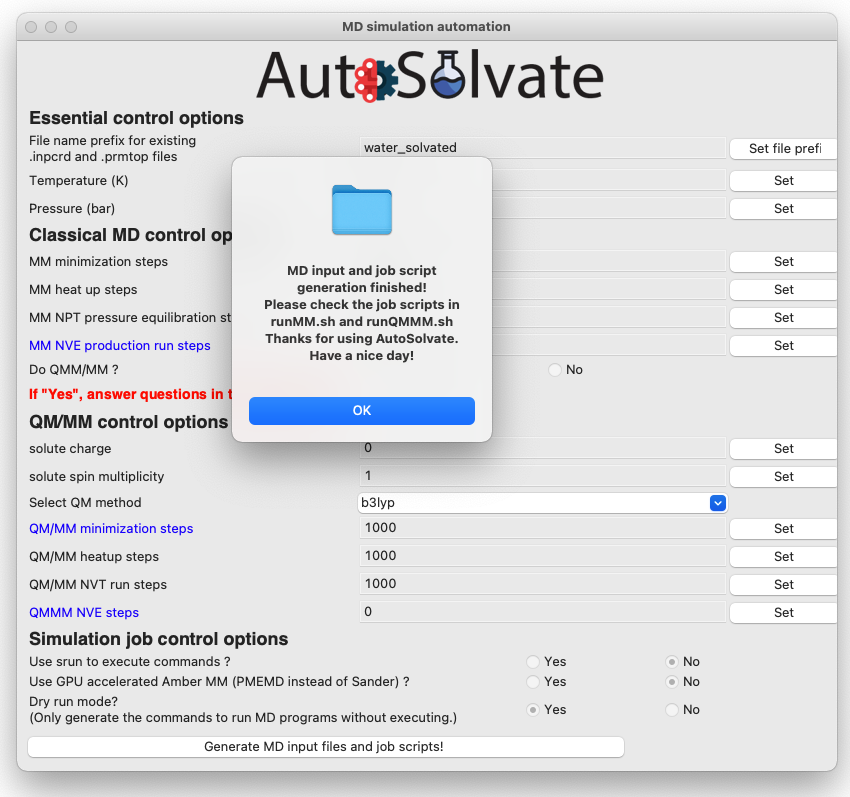 MD simulation automation
AutoSolvate
Essential control options
File name prefix for existing
.inpcrd and .prmtop files
water_solvated
Set file prefi
Temperature (K)
Set
Pressure (bar)
Set
Classical MD control op
MM minimization steps
Set
MM heat up steps
Set
MM NPT pressure equilibration st
Set
MM NVE production run steps
Set
Do QMM/MM ?
No
If "Yes", answer questions in t
MD input and job script
generation finished!
Please check the job scripts in
runMM.sh and runQMMM.sh
Thanks for using AutoSolvate.
Have a nice day!
OK
QM/MM control options
solute charge
0
Set
solute spin multiplicity
1
Set
Select QM method
b3lyp
QM/MM minimization steps
1000
Set
QM/MM heatup steps
1000
Set
QM/MM NVT run steps
1000
Set
QMMM NVE steps
0
Set
Simulation job control options
Use srun to execute commands ?
Yes
No
Use GPU accelerated Amber MM (PMEMD instead of Sander) ?
Yes
No
Dry run mode?
(Only generate the commands to run MD programs without executing.)
Yes
No
Generate MD input files and job scripts!